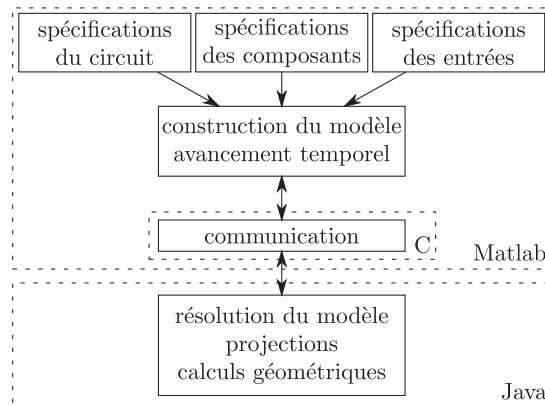 spécifications
du circuit
spécifications
des composants
spécifications
des entrées
construction du modèle
avancement temporel
communication
C
Matlab
résolution du modèle
projections
calculs géométriques
Java